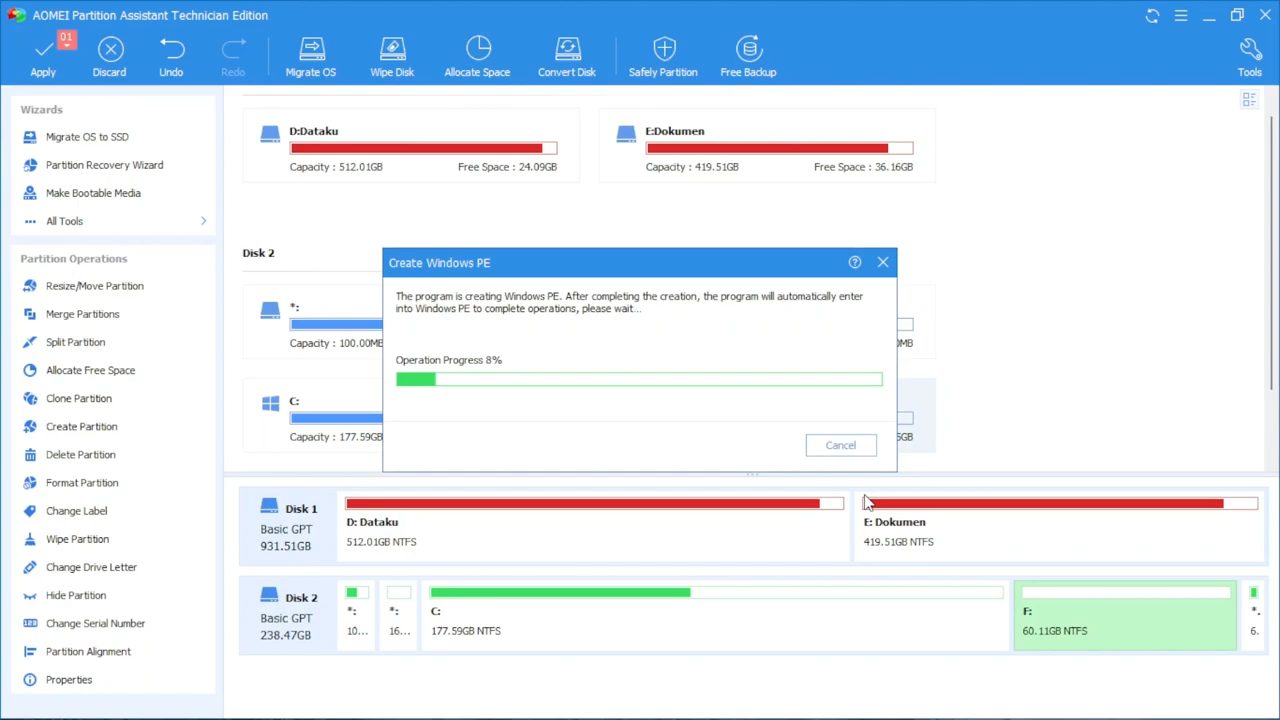 AOMEI Partition Assistant Technician Edition
01
Apply
Discard
Undo
Redo
Migrate OS
Wipe Disk
Allocate Space
Convert Disk
Safely Partition
Free Backup
Tools
Wizards
Migrate OS to SSD
Partition Recovery Wizard
Make Bootable Media
All Tools
Partition Operations
Resize/Move Partition
Merge Partitions
Split Partition
Allocate Free Space
Clone Partition
Create Partition
Delete Partition
Format Partition
Change Label
Wipe Partition
Change Drive Letter
Hide Partition
Change Serial Number
Partition Alignment
Properties
D:Dataku
Capacity : 512.01GB
Free Space : 24.09GB
E:Dokumen
Capacity : 419.51GB
Free Space : 36.16GB
Disk 2
*:
Capacity : 100.00MB
C:
Capacity : 177.59GB
Create Windows PE
The program is creating Windows PE. After completing the creation, the program will automatically enter
into Windows PE to complete operations, please wait...
Operation Progress 8%
Cancel
Disk 1
Basic GPT
931.51GB
D: Dataku
512.01GB NTFS
E: Dokumen
419.51GB NTFS
Disk 2
Basic GPT
238.47GB
*:
10...
*:
16...
C:
177.59GB NTFS
F:
60.11GB NTFS
*.
6.